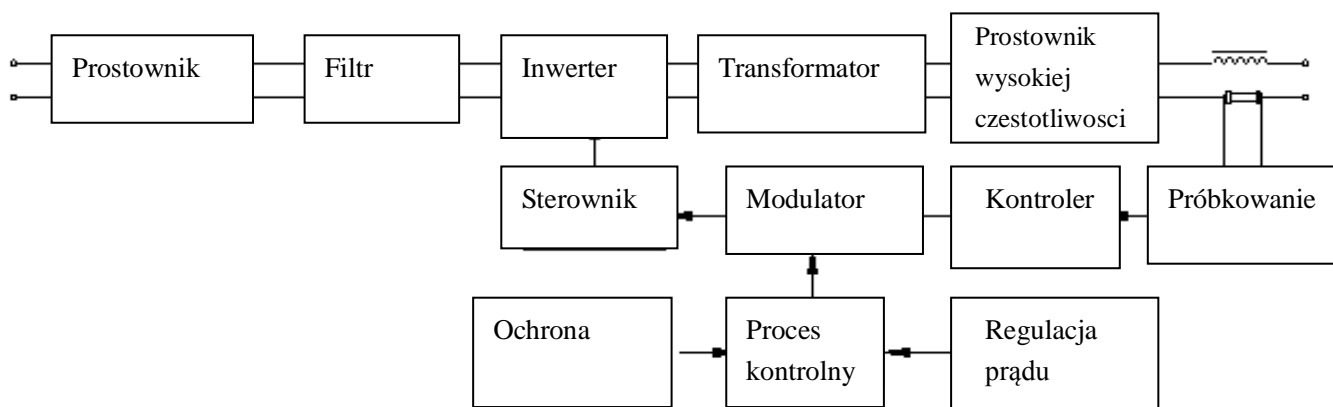 Prostownik
Filtr
Inwerter
Transformator
Prostownik
wysokiej
czestotliwosci
Sterownik
Modulator
Kontroler
Próbkowanie
Ochrona
Proces
kontrolny
Regulacja
prądu